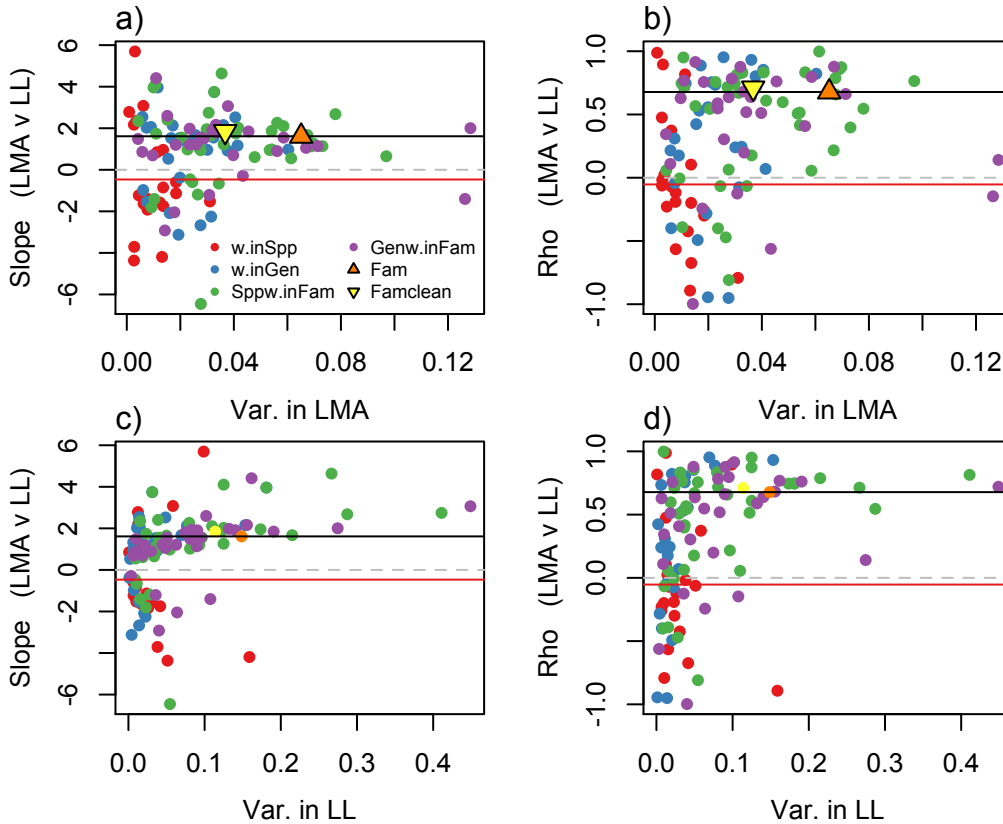 a)
6
4
2
0
-2
-6
Slope (LMA v LL)
w.inSpp
w.inGen
Sppw.inFam
Genw.inFam
Fam
Famclean
0.00
0.04
0.08
0.12
Var. in LMA
b)
1.0
0.5
0.0
-1.0
Rho (LMA v LL)
0.00
0.04
0.08
0.12
Var. in LMA
c)
6
4
2
0
-2
-6
Slope (LMA v LL)
0.0
0.1
0.2
0.3
0.4
Var. in LL
d)
1.0
0.5
0.0
-1.0
Rho (LMA v LL)
0.0
0.1
0.2
0.3
0.4
Var. in LL